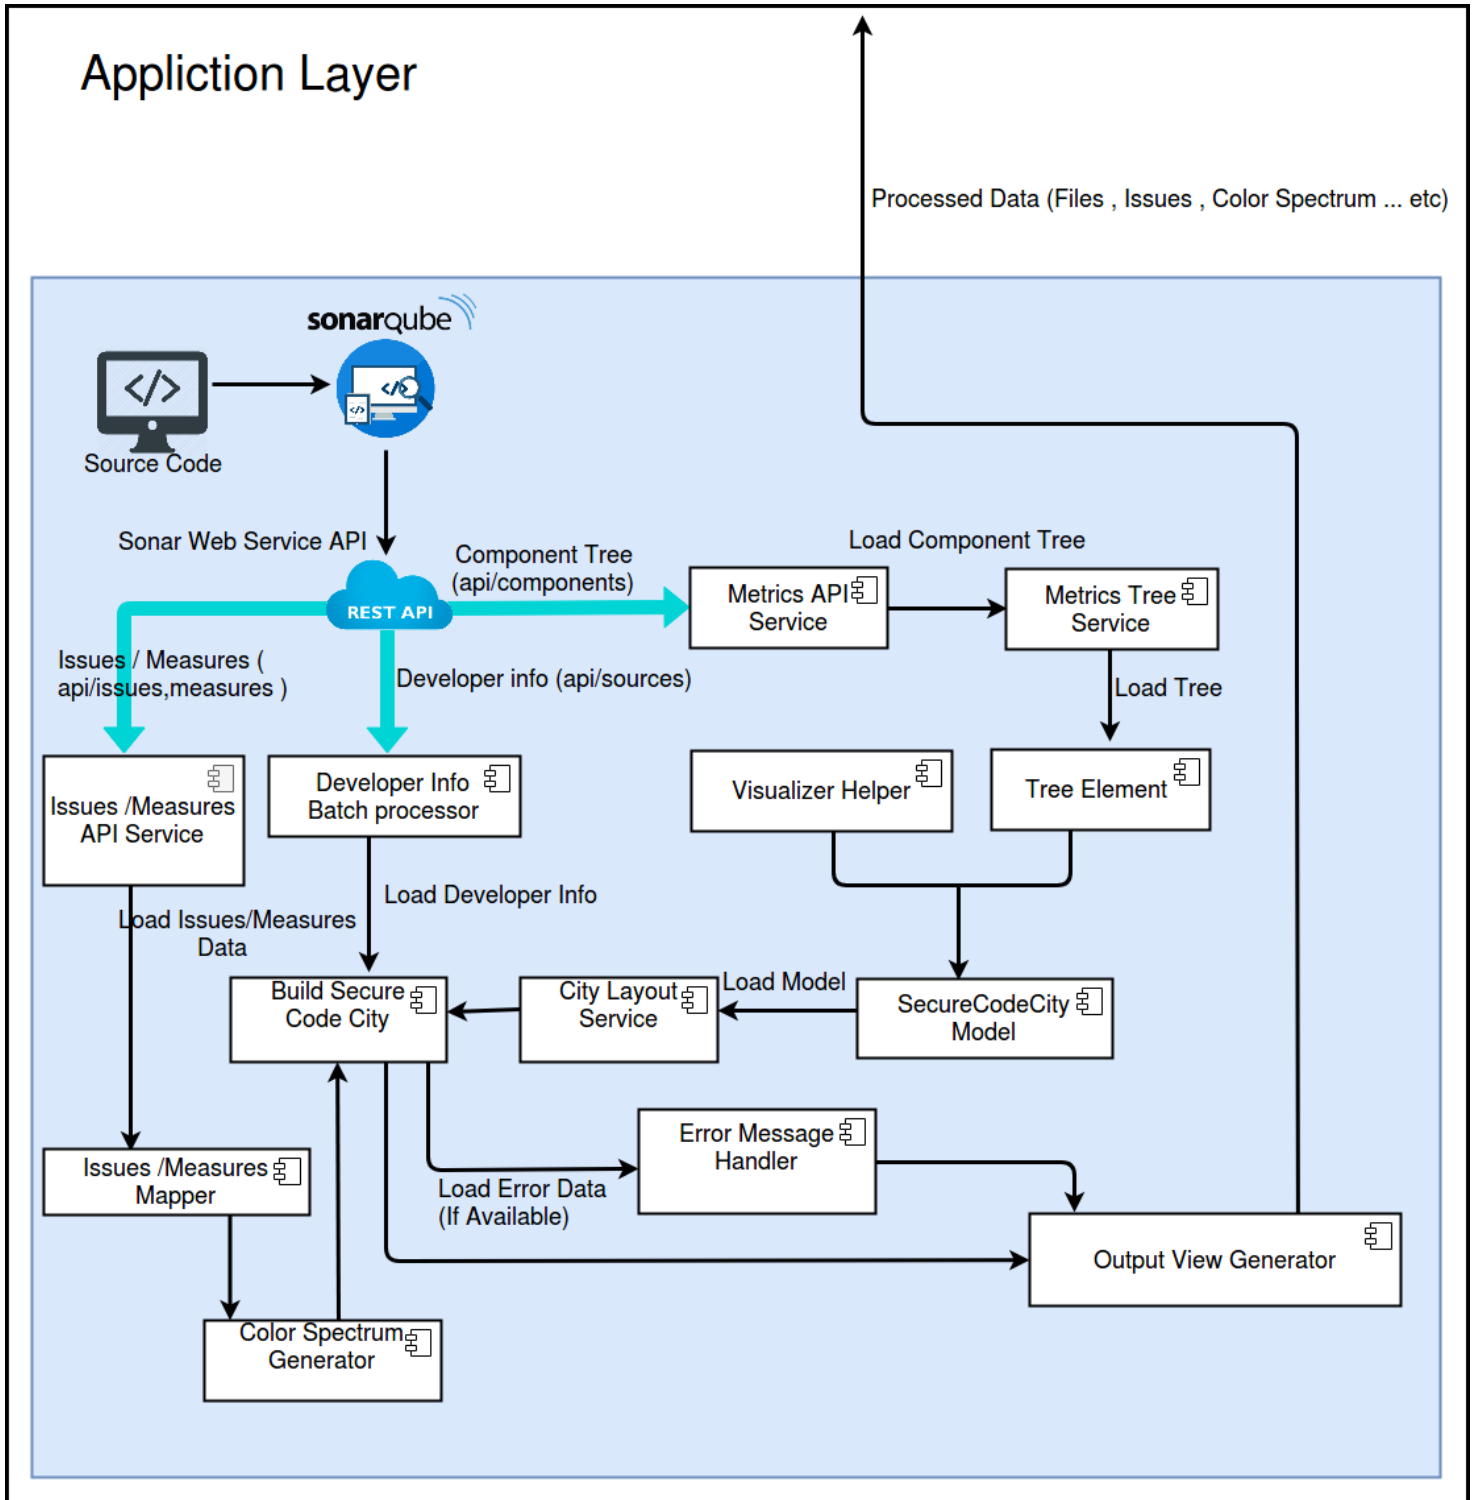 Appliction Layer
Processed Data (Files , Issues , Color Spectrum ... etc)
sonarqube
</>
</>
</>
Source Code
Sonar Web Service API
REST API
Component Tree
(api/components)
Load Component Tree
Metrics API
Service
Metrics Tree
Service
Issues / Measures (
api/issues,measures )
Developer info (api/sources)
Load Tree
Issues /Measures
API Service
Developer Info
Batch processor
Visualizer Helper
Tree Element
Load Developer Info
Load Issues/Measures
Data
Build Secure
Code City
City Layout
Service
Load Model
SecureCodeCity
Model
Error Message
Handler
Issues /Measures
Mapper
Load Error Data
(If Available)
Output View Generator
Color Spectrum
Generator